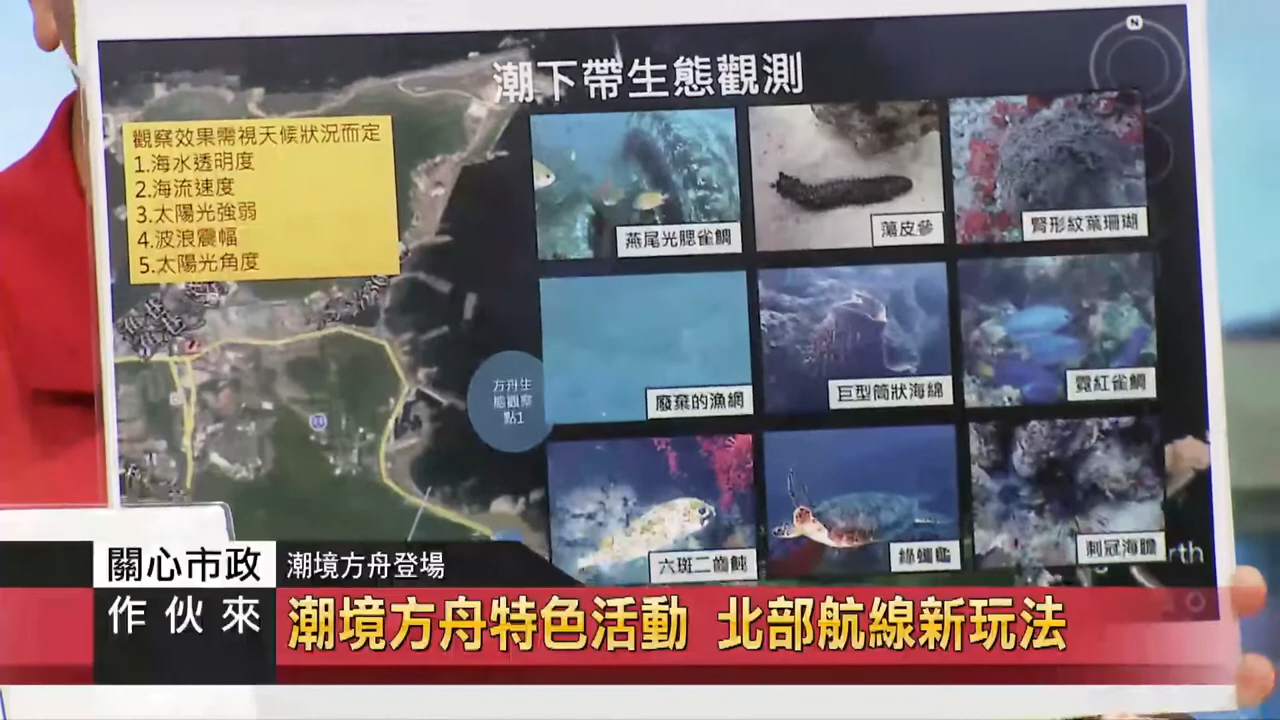 N
潮下帶生態觀測
觀察效果需視天候狀況而定
1.海水透明度
2.海流速度
3.太陽光強弱
4.波浪震幅
5.太陽光角度
燕尾光腮雀鯛
蕩皮參
腎形紋葉珊瑚
廢棄的漁網
巨型筒狀海綿
霓虹雀鯛
方舟生
態觀察
點1
六斑二齒魨
綠蠵龜
刺冠海膽
rth
關心市政
作伙來
潮境方舟登場
潮境方舟特色活動 北部航線新玩法